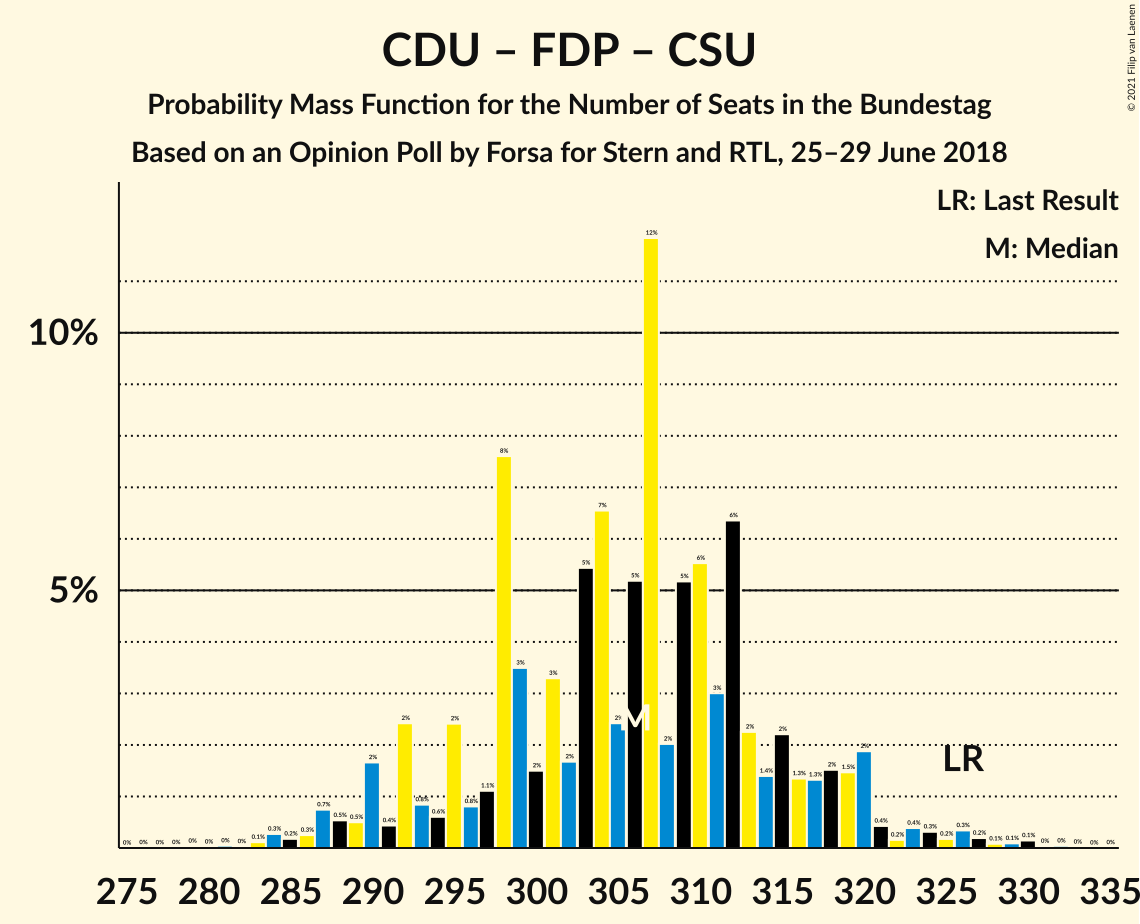 CDU – FDP – CSU
Probability Mass Function for the Number of Seats in the Bundestag
Based on an Opinion Poll by Forsa for Stern and RTL, 25–29 June 2018
© 2021 Filip van Laenen
LR: Last Result
M: Median
10%
5%
0% 0% 0% 0% 0% 0% 0% 0% 0.1% 0.3% 0.2% 0.3% 0.7% 0.5% 0.5% 2% 0.4% 2% 0.8% 0.6% 2% 0.8% 1.1% 8% 3% 2% 3% 2% 5% 7% 2% 5% 12% 2% 5% 6% 3% 6% 2% 1.4% 2% 1.3% 1.3% 2% 1.5% 2% 0.4% 0.2% 0.4% 0.3% 0.2% 0.3% 0.2% 0.1% 0.1% 0.1% 0% 0% 0% 0% 0%
M
LR
275 280 285 290 295 300 305 310 315 320 325 330 335